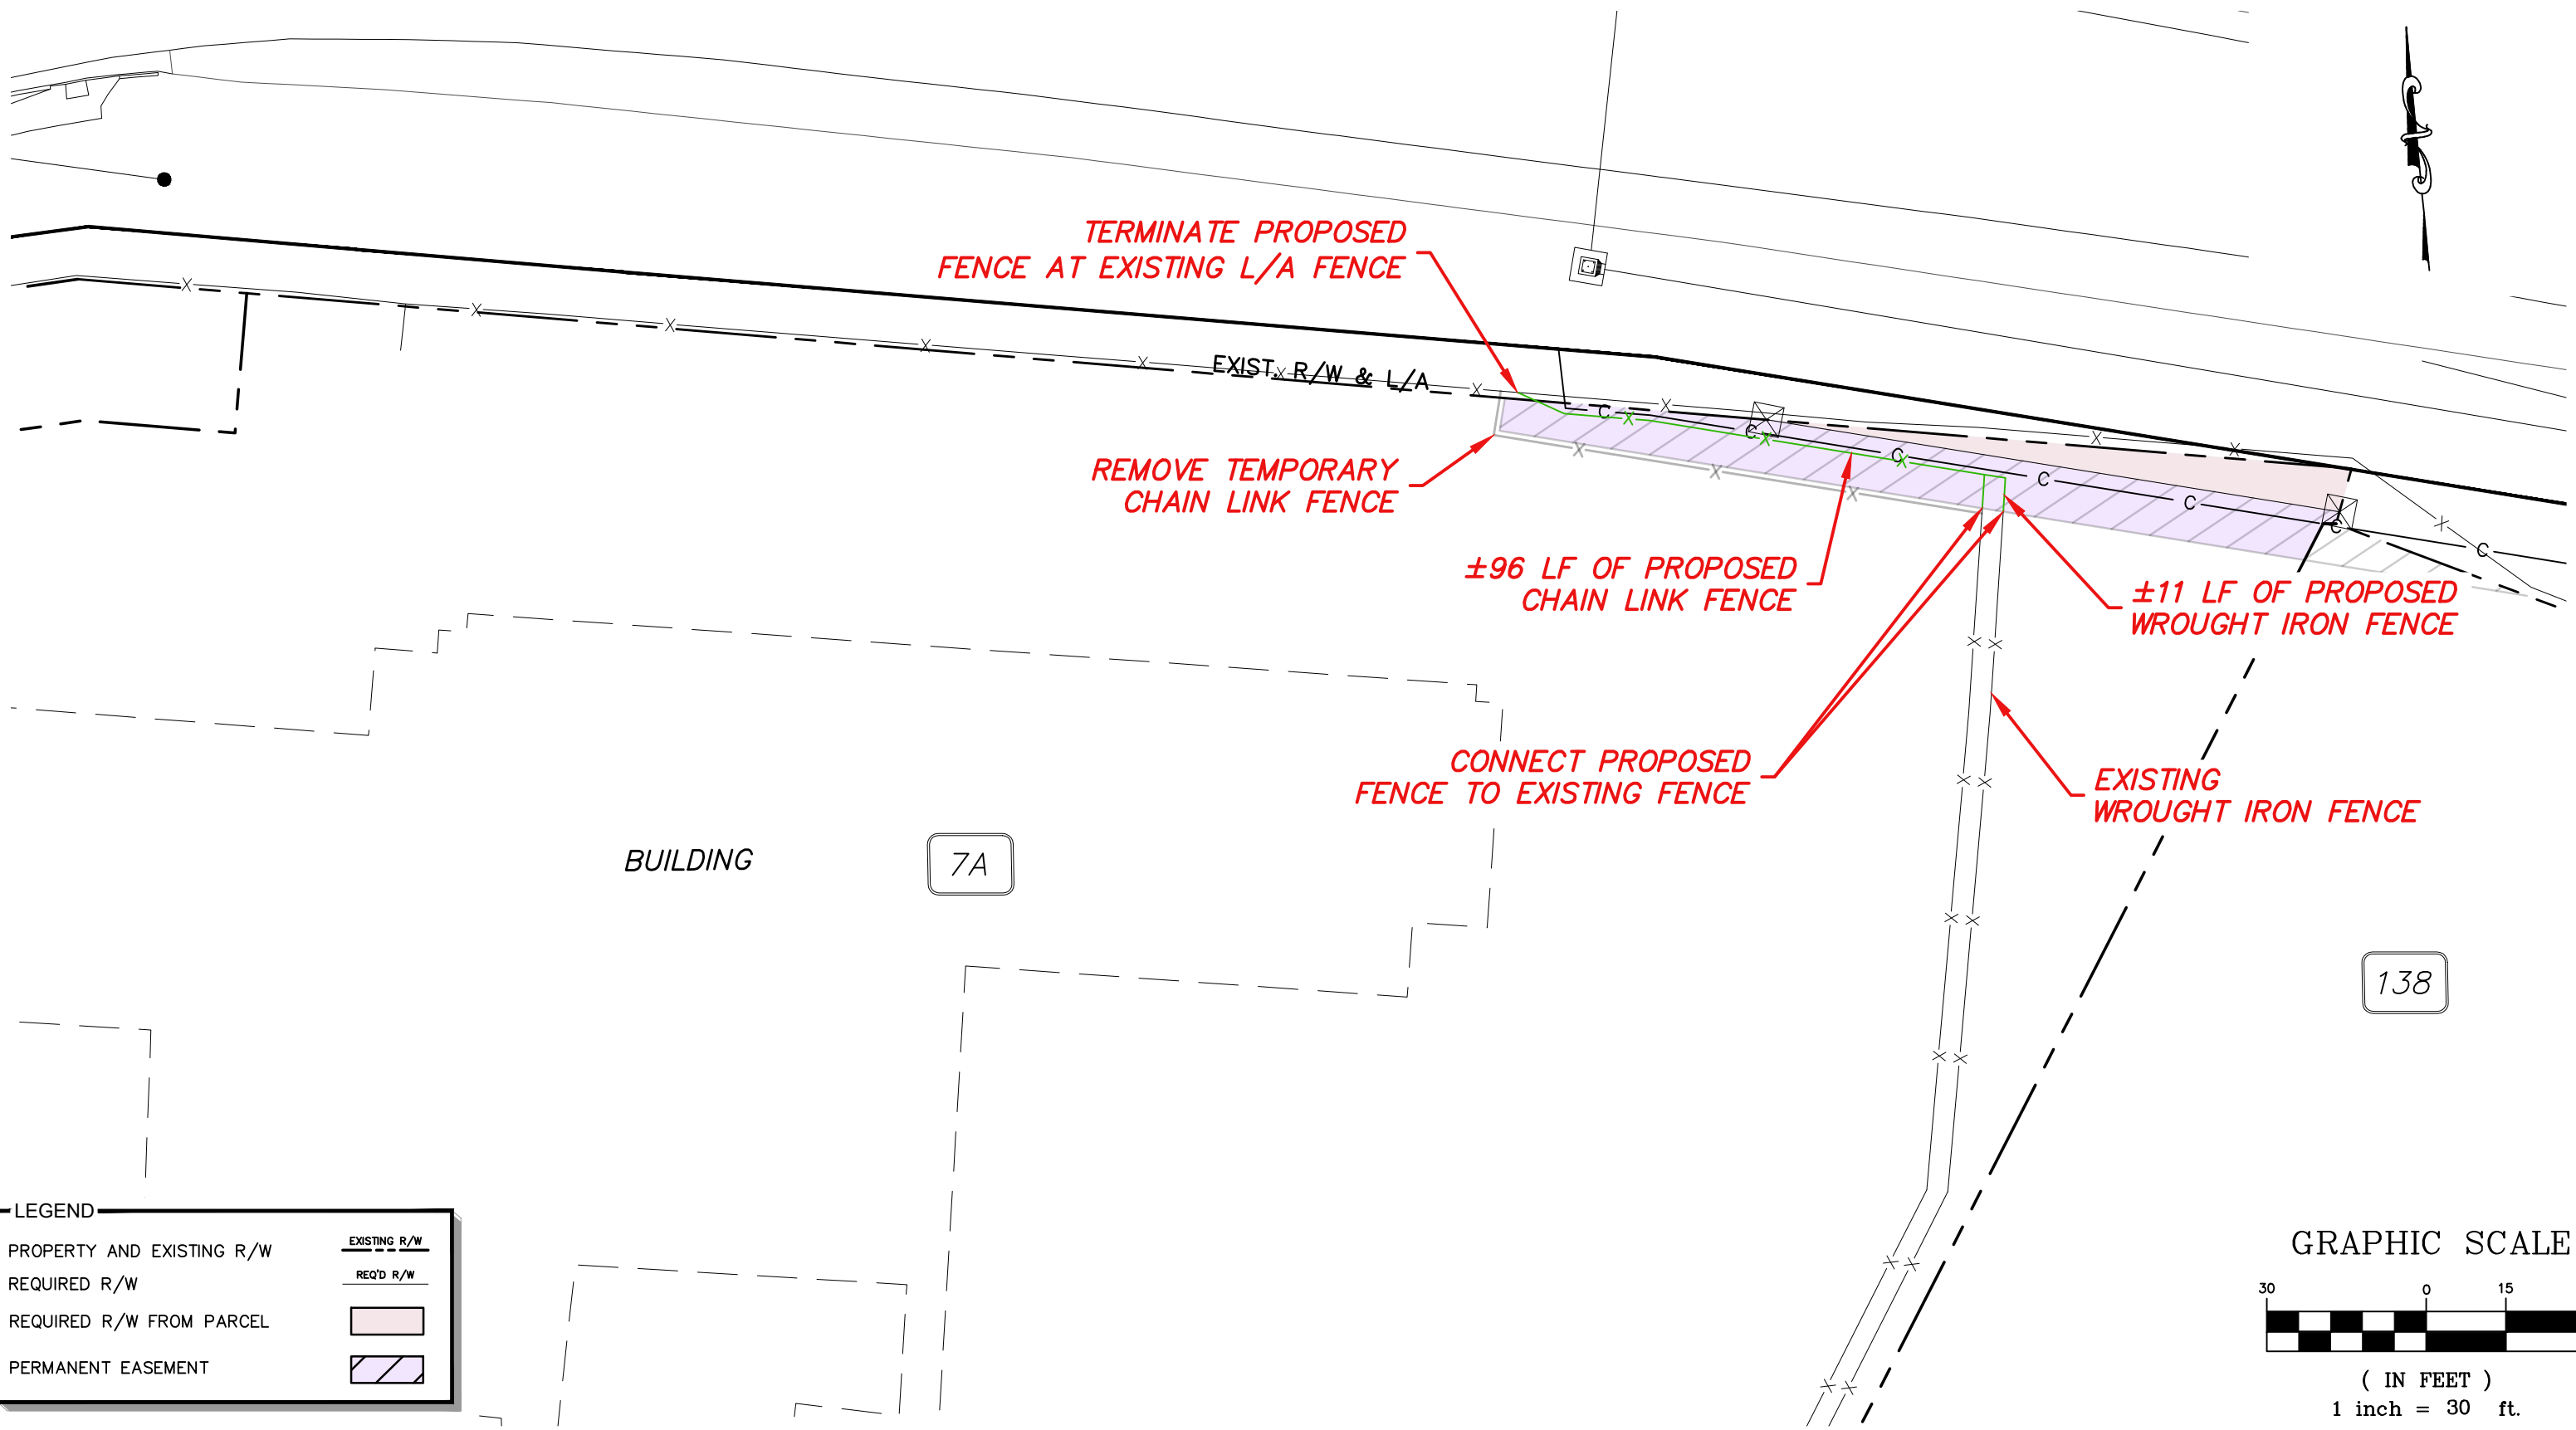 TERMINATE PROPOSED
FENCE AT EXISTING L/A FENCE
EXIST. R/W & L/A
C
C
C
C
C
C
C
REMOVE TEMPORARY
CHAIN LINK FENCE
±96 LF OF PROPOSED
CHAIN LINK FENCE
±11 LF OF PROPOSED
WROUGHT IRON FENCE
CONNECT PROPOSED
FENCE TO EXISTING FENCE
EXISTING
WROUGHT IRON FENCE
BUILDING
7A
138
LEGEND
PROPERTY AND EXISTING R/W
EXISTING R/W
REQUIRED R/W
REQ'D R/W
REQUIRED R/W FROM PARCEL
PERMANENT EASEMENT
GRAPHIC SCALE
30 0 15
( IN FEET )
1 inch = 30 ft.